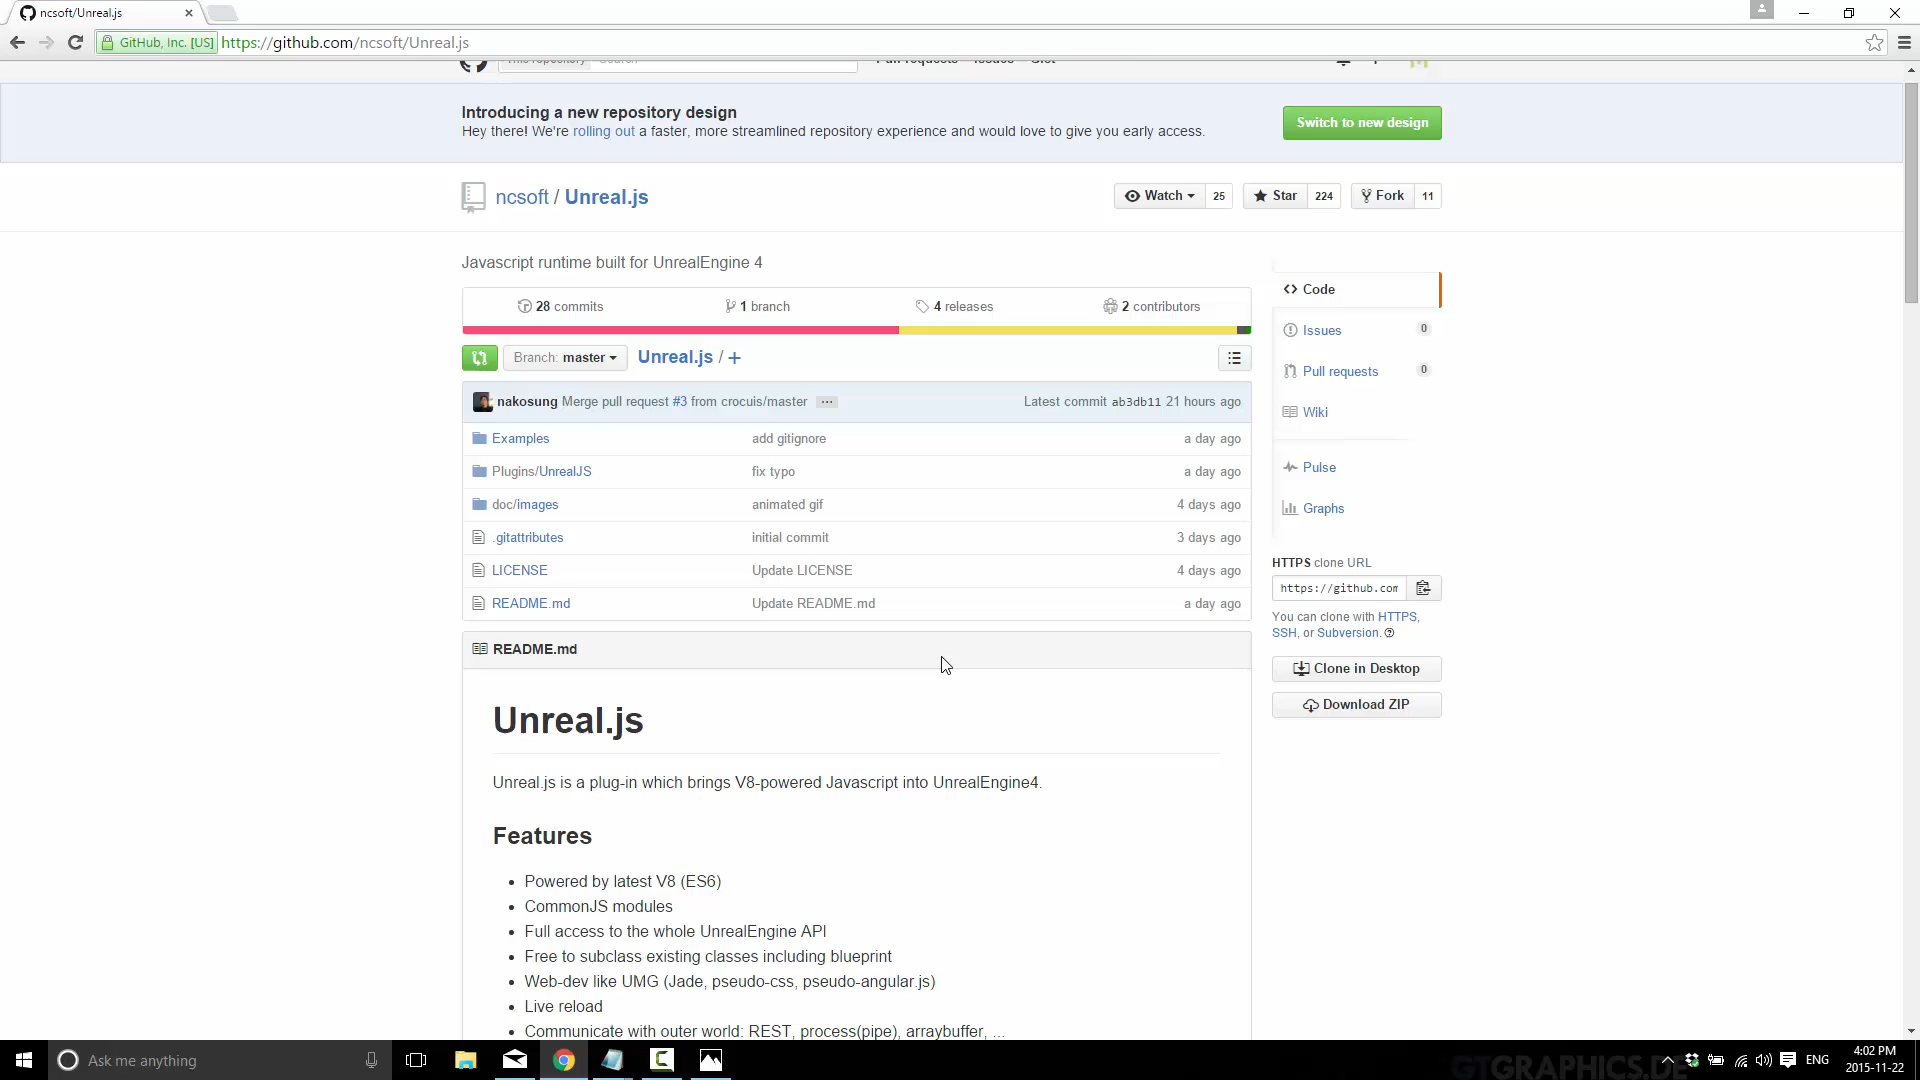 ncsoft/Unreal.js
GitHub, Inc. [US] https://github.com/ncsoft/Unreal.js
This repository Search Pull requests Issues Gist
Introducing a new repository design
Hey there! We're rolling out a faster, more streamlined repository experience and would love to give you early access.
Switch to new design
ncsoft / Unreal.js
Watch 25 Star 224 Fork 11
Javascript runtime built for UnrealEngine 4
28 commits 1 branch 4 releases 2 contributors
Branch: master Unreal.js / +
nakosung Merge pull request #3 from crocuis/master ... Latest commit ab3db11 21 hours ago
Examples add gitignore a day ago
Plugins/UnrealJS fix typo a day ago
doc/images animated gif 4 days ago
.gitattributes initial commit 3 days ago
LICENSE Update LICENSE 4 days ago
README.md Update README.md a day ago
Code
Issues 0
Pull requests 0
Wiki
Pulse
Graphs
HTTPS clone URL
https://github.com
You can clone with HTTPS,
SSH, or Subversion.
Clone in Desktop
Download ZIP
README.md
Unreal.js
Unreal.js is a plug-in which brings V8-powered Javascript into UnrealEngine4.
Features
• Powered by latest V8 (ES6)
• CommonJS modules
• Full access to the whole UnrealEngine API
• Free to subclass existing classes including blueprint
• Web-dev like UMG (Jade, pseudo-css, pseudo-angular.js)
• Live reload
• Communicate with outer world: REST, process(pipe), arraybuffer, ...
Ask me anything
GTGRAPHICS.DE
ENG
4:02 PM
2015-11-22